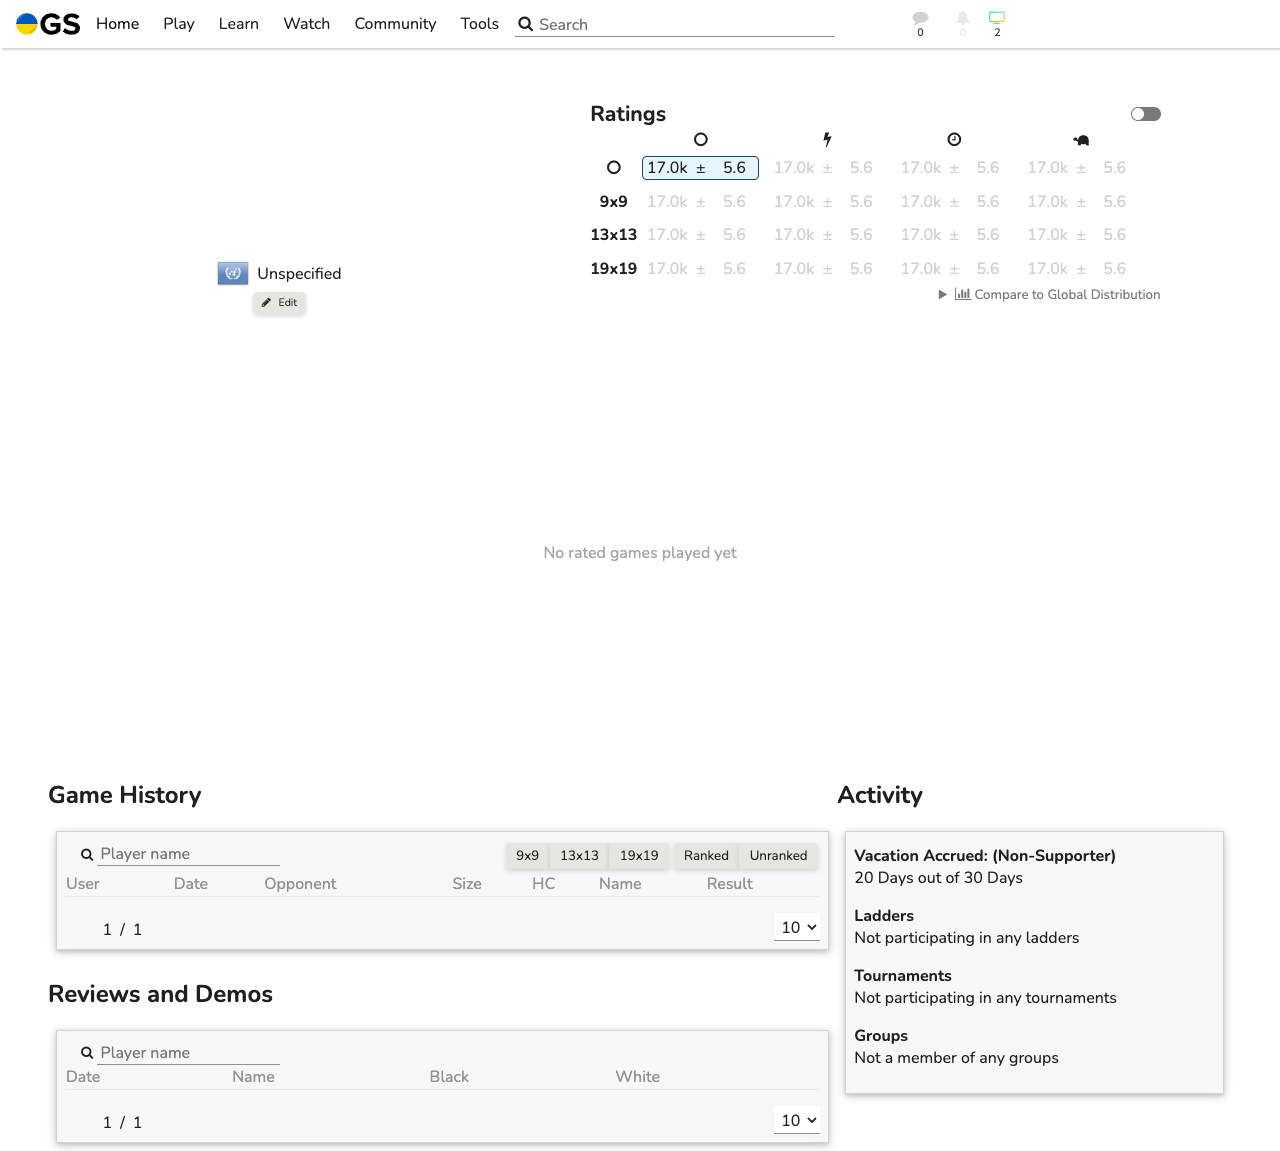 GS Home Play Learn Watch Community Tools Search 0 0 2
Ratings
17.0k ± 5.6 17.0k ± 5.6 17.0k ± 5.6 17.0k ± 5.6
9x9 17.0k ± 5.6 17.0k ± 5.6 17.0k ± 5.6 17.0k ± 5.6
13x13 17.0k ± 5.6 17.0k ± 5.6 17.0k ± 5.6 17.0k ± 5.6
19x19 17.0k ± 5.6 17.0k ± 5.6 17.0k ± 5.6 17.0k ± 5.6
Compare to Global Distribution
Unspecified
Edit
No rated games played yet
Game History
Player name 9x9 13x13 19x19 Ranked Unranked
User Date Opponent Size HC Name Result
1 / 1 10
Reviews and Demos
Player name
Date Name Black White
1 / 1 10
Activity
Vacation Accrued: (Non-Supporter)
20 Days out of 30 Days
Ladders
Not participating in any ladders
Tournaments
Not participating in any tournaments
Groups
Not a member of any groups